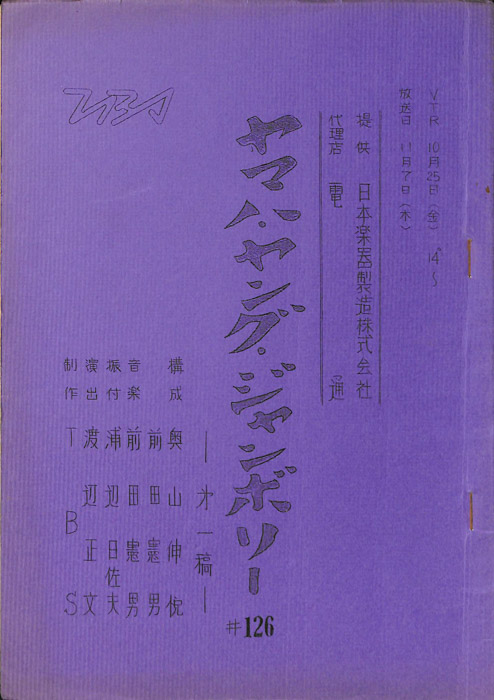 VTR 10月25日(金) 14°〜
放送日 11月7日(木)
提供 日本楽器製造株式会社
代理店 電通
ヤマハ・ヤング・ジャンボリー
#126
―才一稿―
構成 奥山伸
前田憲男
音楽 前田憲男
振付 浦辺日佐夫
演出 渡辺正文
制作 TBS
TBS